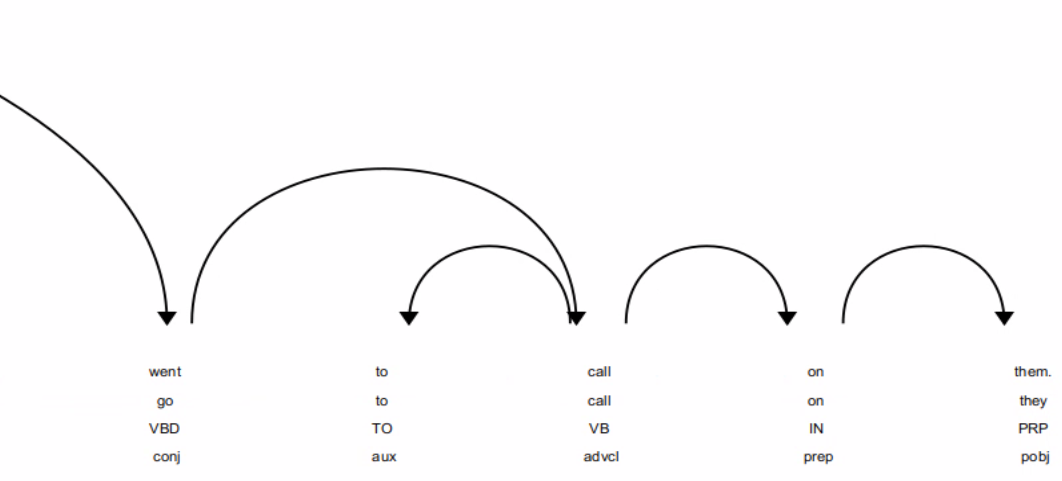 went to call on them.
go to call on they
VBD TO VB IN PRP
conj aux advcl prep pobj